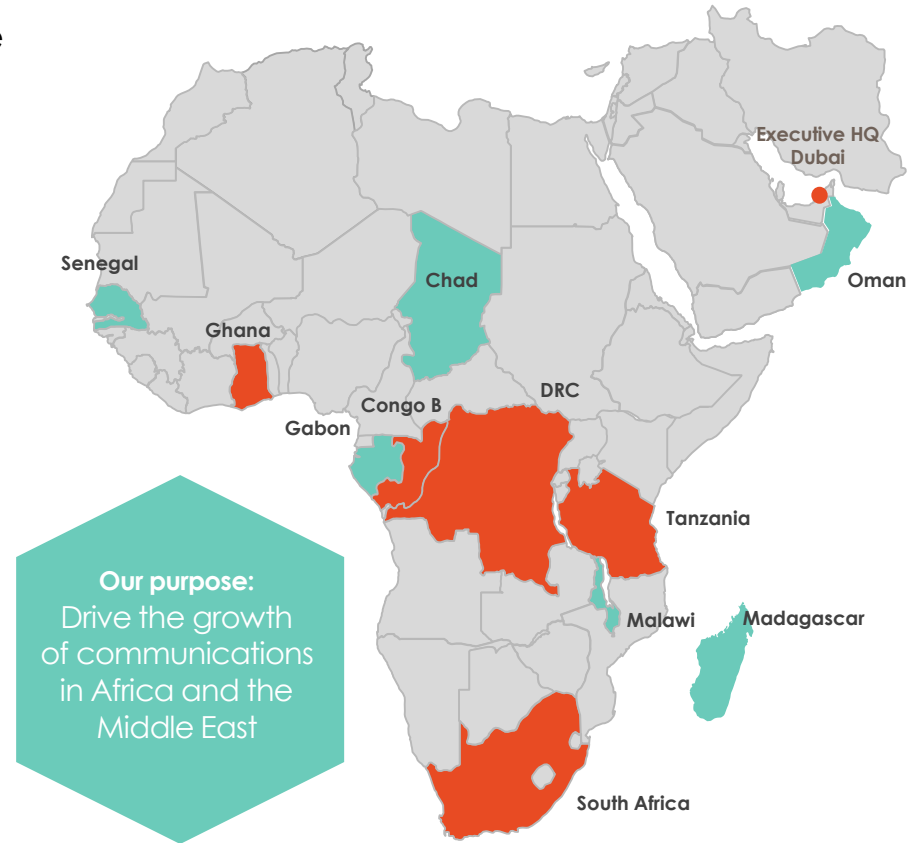 e
Executive HQ
Dubai
Senegal
Chad
Oman
Ghana
DRC
Congo B
Gabon
Tanzania
Our purpose:
Drive the growth
of communications
in Africa and the
Middle East
Malawi
Madagascar
South Africa